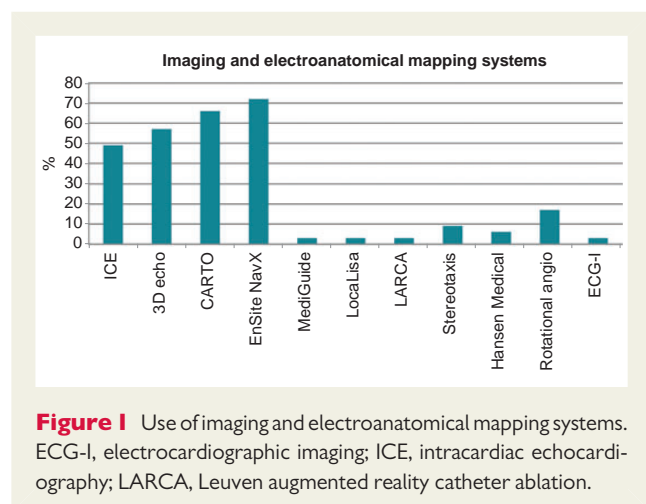 Imaging and electroanatomical mapping systems
80
70
60
50
40
30
20
10
0
%
ICE
3D echo
CARTO
EnSite NavX
MediGuide
LocaLisa
LARCA
Stereotaxis
Hansen Medical
Rotational angio
ECG-I
Figure 1 Use of imaging and electroanatomical mapping systems.
ECG-I, electrocardiographic imaging; ICE, intracardiac echocardi-
ography; LARCA, Leuven augmented reality catheter ablation.